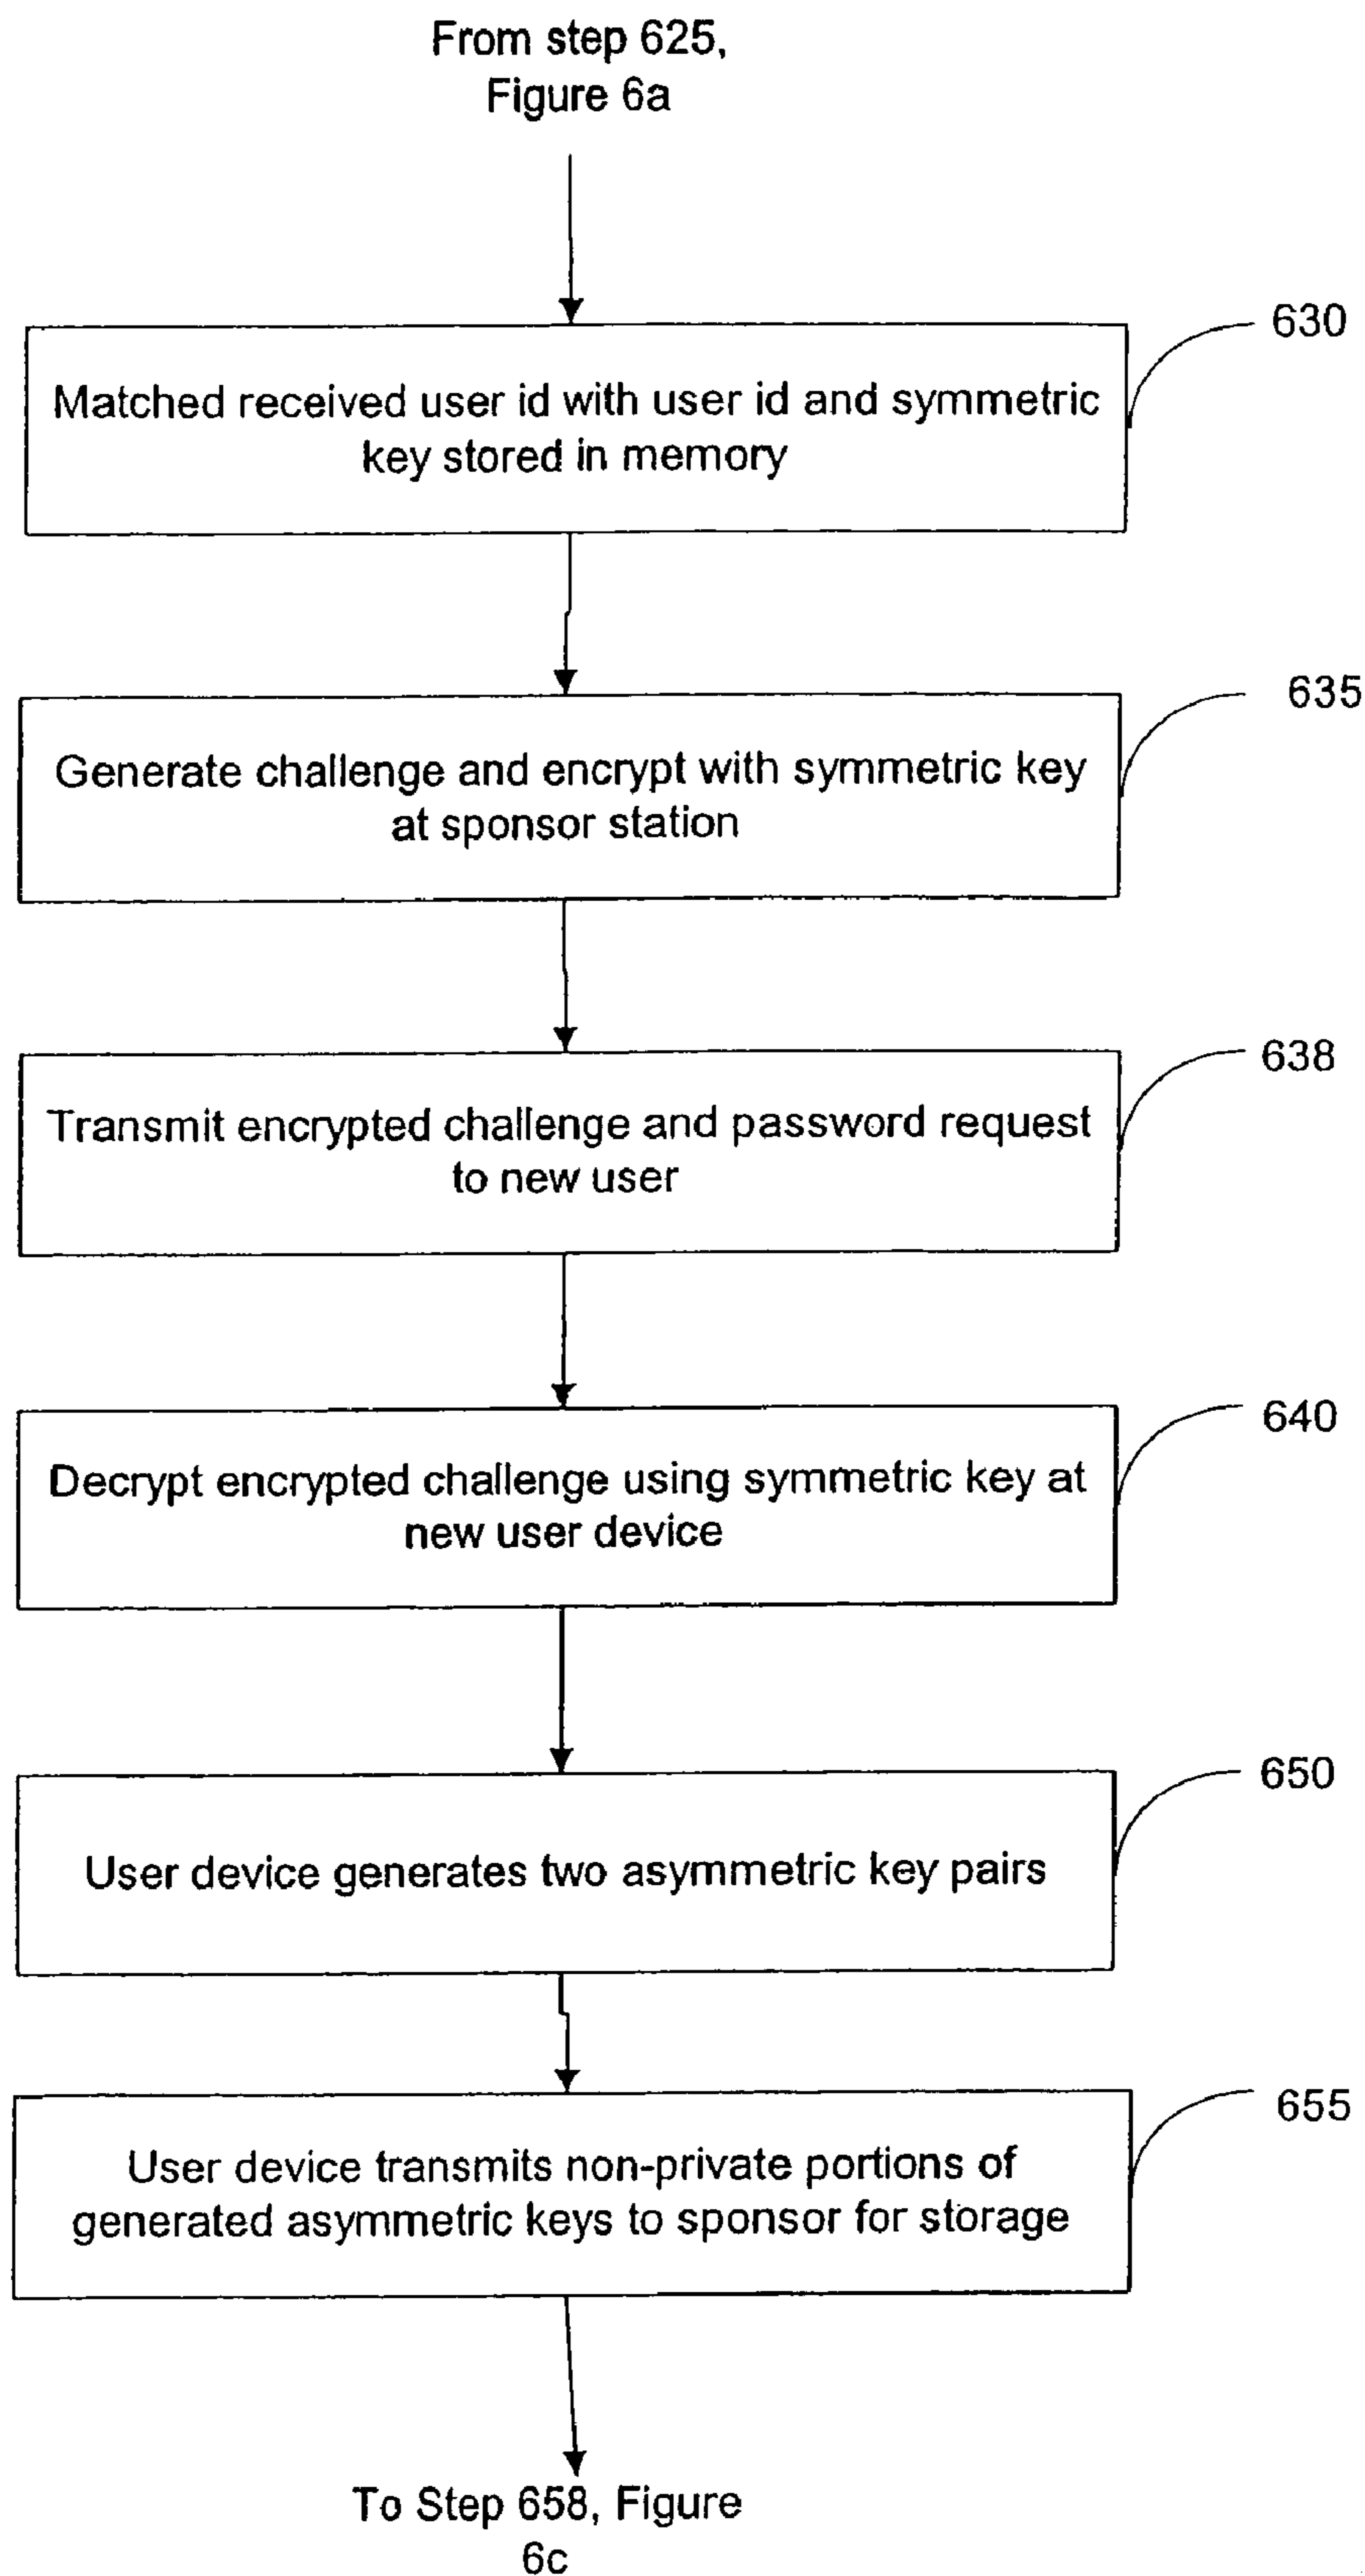 From step 625,
Figure 6a
630
Matched received user id with user id and symmetric
key stored in memory
635
Generate challenge and encrypt with symmetric key
at sponsor station
638
Transmit encrypted challenge and password request
to new user
640
Decrypt encrypted challenge using symmetric key at
new user device
650
User device generates two asymmetric key pairs
655
User device transmits non-private portions of
generated asymmetric keys to sponsor for storage
To Step 658, Figure
6c